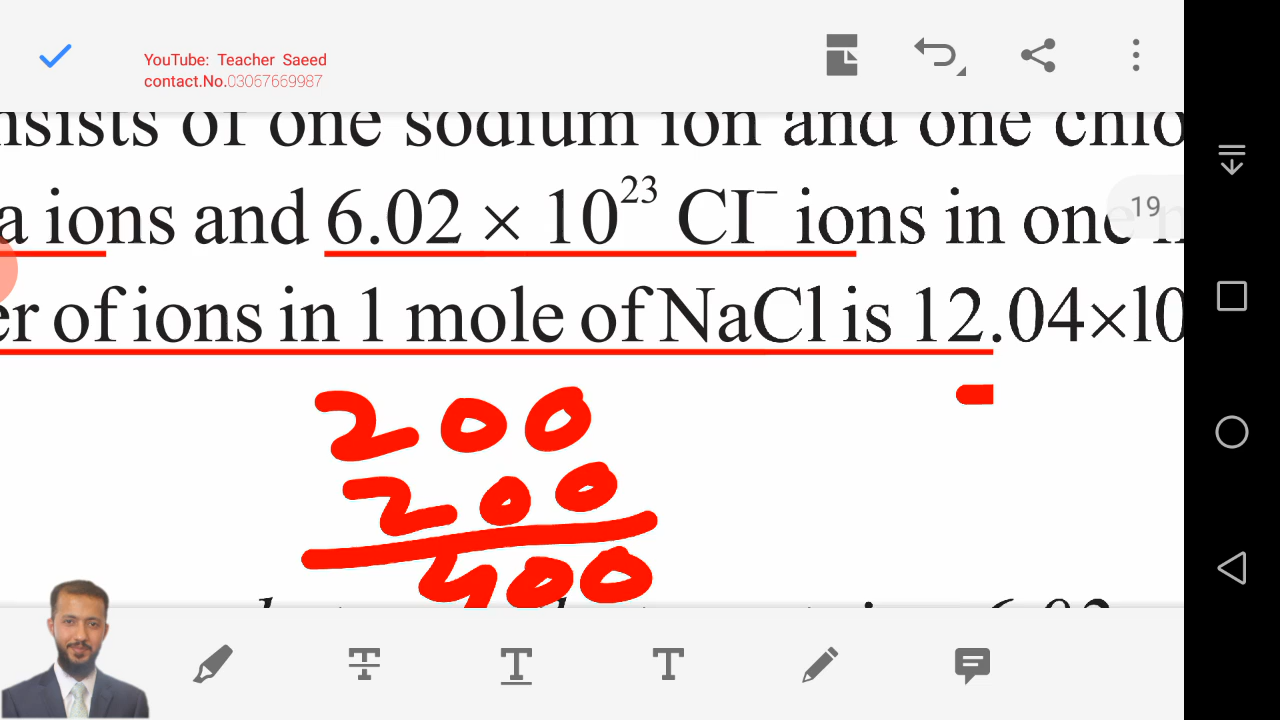 YouTube: Teacher Saeed
contact.No.03067669987
nsists of one sodium ion and one chlo
19
a ions and 6.02 × 10²³ CI⁻ ions in one
er of ions in 1 mole of NaCl is 12.04×10
200
200
400